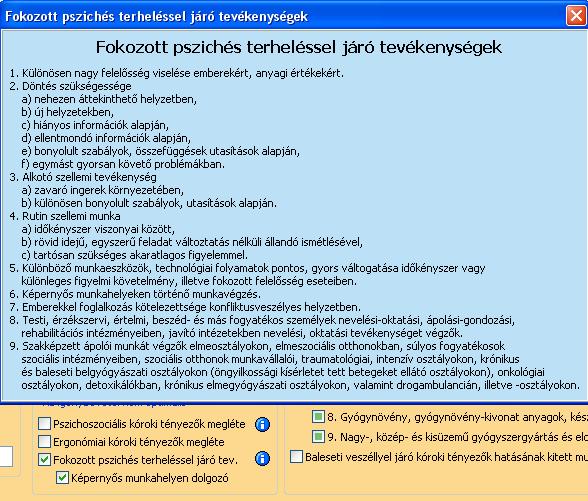 Fokozott pszichés terheléssel járó tevékenységek
Fokozott pszichés terheléssel járó tevékenységek
1. Különösen nagy felelősség viselése emberekért, anyagi értékekért.
2. Döntés szükségessége
a) nehezen áttekinthető helyzetben,
b) új helyzetekben,
c) hiányos információk alapján,
d) ellentmondó információk alapján,
e) bonyolult szabályok, összefüggések utasítások alapján,
f) egymást gyorsan követő problémákban.
3. Alkotó szellemi tevékenység
a) zavaró ingerek környezetében,
b) különösen bonyolult szabályok, utasítások alapján.
4. Rutin szellemi munka
a) időkényszer viszonyai között,
b) rövid idejű, egyszerű feladat változtatás nélküli állandó ismétlésével,
c) tartósan szükséges akaratlagos figyelemmel.
5. Különböző munkaeszközök, technológiai folyamatok pontos, gyors válogatása időkényszer vagy
különleges figyelmi követelmény, illetve fokozott felelősség eseteiben.
6. Képernyős munkahelyeken történő munkavégzés.
7. Emberekkel foglalkozás kötelezettsége konfliktusveszélyes helyzetben.
8. Testi, érzékszervi, értelmi, beszéd- és más fogyatékos személyek nevelési-oktatási, ápolási-gondozási,
rehabilitációs intézményeiben, javító intézetekben nevelési, oktatási tevékenységet végzők.
9. Szakképzett ápolói munkát végzők elmeosztályokon, elmeszociális otthonokban, súlyos fogyatékosok
szociális intézményeiben, szociális otthonok munkavállalói, traumatológiai, intenzív osztályokon, krónikus
és baleseti belgyógyászati osztályokon (öngyilkossági kísérletet tett betegeket ellátó osztályokon), onkológiai
osztályokon, detoxikálókban, krónikus elmegyógyászati osztályokon, valamint drogambulancián, illetve -osztályokon.
Pszichoszociális kóroki tényezők megléte
Ergonómiai kóroki tényezők megléte
Fokozott pszichés terheléssel járó tev.
Képernyős munkahelyen dolgozó
8. Gyógynövény, gyógynövény-kivonat anyagok, kész
9. Nagy-, közép- és kisüzemű gyógyszergyártás és elo
Baleseti veszéllyel járó kóroki tényezők hatásának kitett mu